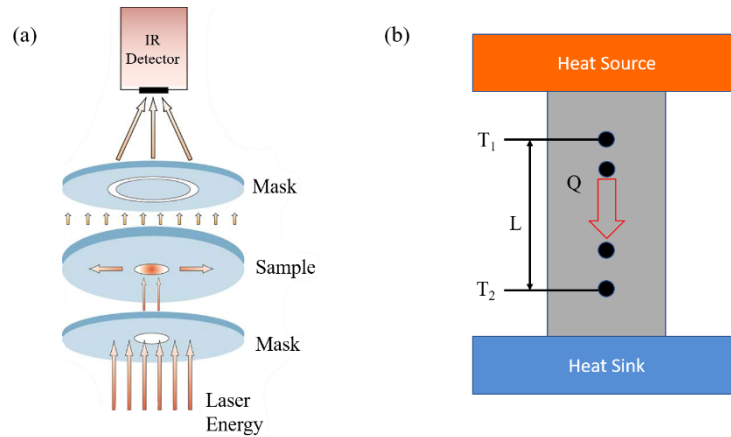 (a)
IR
Detector
Mask
Sample
Mask
Laser
Energy
(b)
Heat Source
T₁
Q
L
T₂
Heat Sink